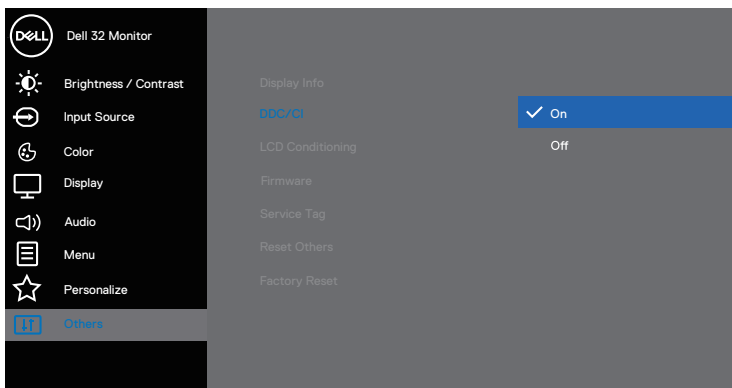 DELL
Dell 32 Monitor
Brightness / Contrast
Input Source
Color
Display
Audio
Menu
Personalize
Others
Display Info
DDC/CI
LCD Conditioning
Firmware
Service Tag
Reset Others
Factory Reset
On
Off